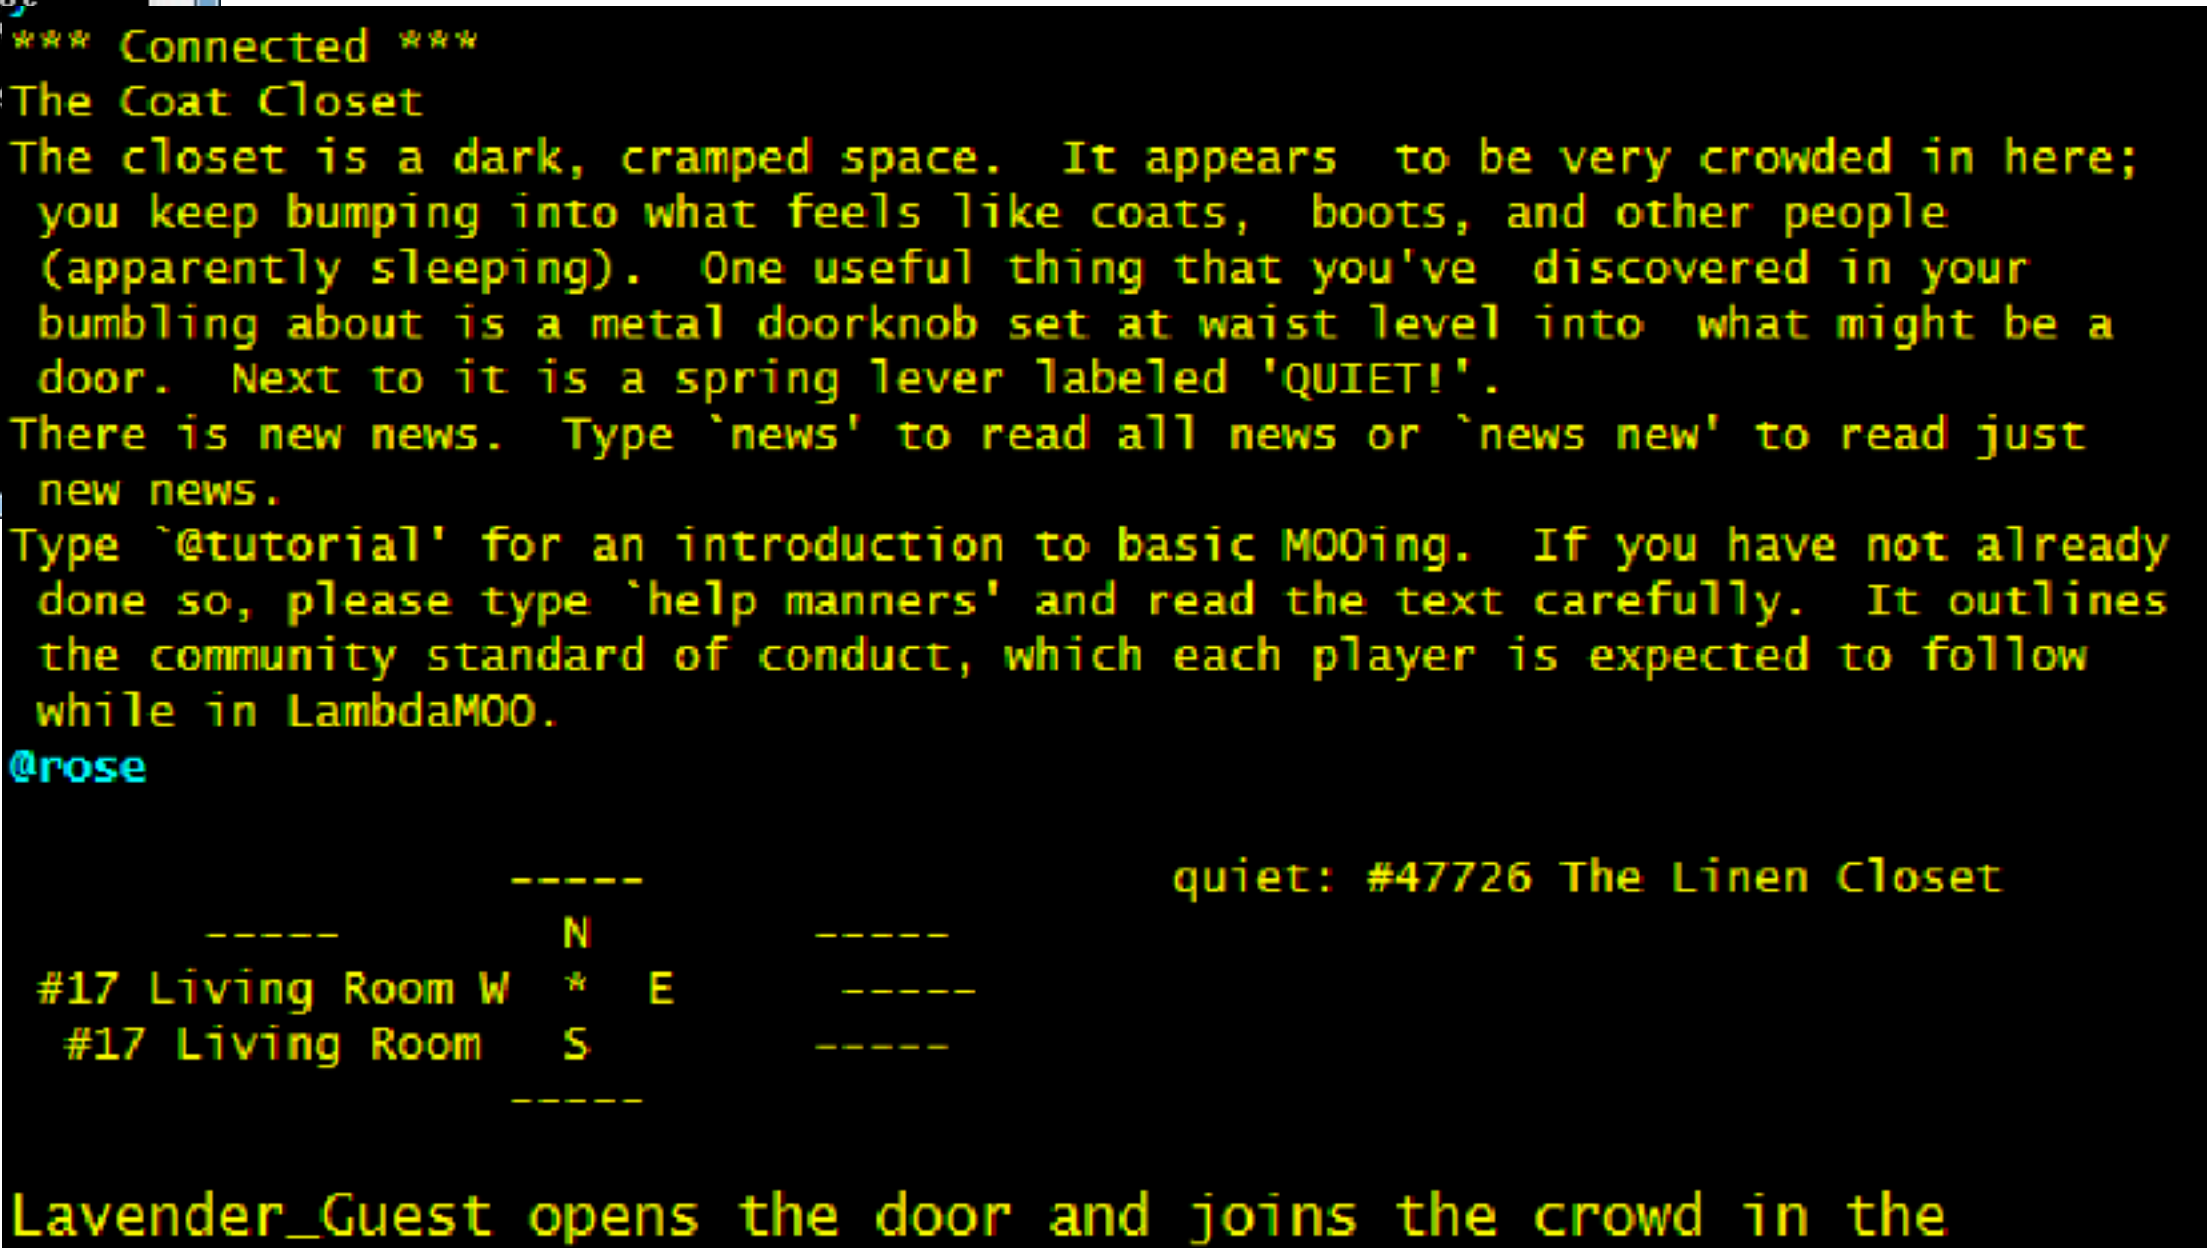 *** Connected ***
The Coat Closet
The closet is a dark, cramped space.  It appears  to be very crowded in here;
you keep bumping into what feels like coats,  boots, and other people
(apparently sleeping).  One useful thing that you've  discovered in your
bumbling about is a metal doorknob set at waist level into  what might be a
door.  Next to it is a spring lever labeled 'QUIET!'.
There is new news.  Type `news' to read all news or `news new' to read just
new news.
Type `@tutorial' for an introduction to basic MOOing.  If you have not already
done so, please type `help manners' and read the text carefully.  It outlines
the community standard of conduct, which each player is expected to follow
while in LambdaMOO.
@rose
----- quiet: #47726 The Linen Closet
----- N -----
#17 Living Room W * E -----
#17 Living Room S -----
-----
Lavender_Guest opens the door and joins the crowd in the